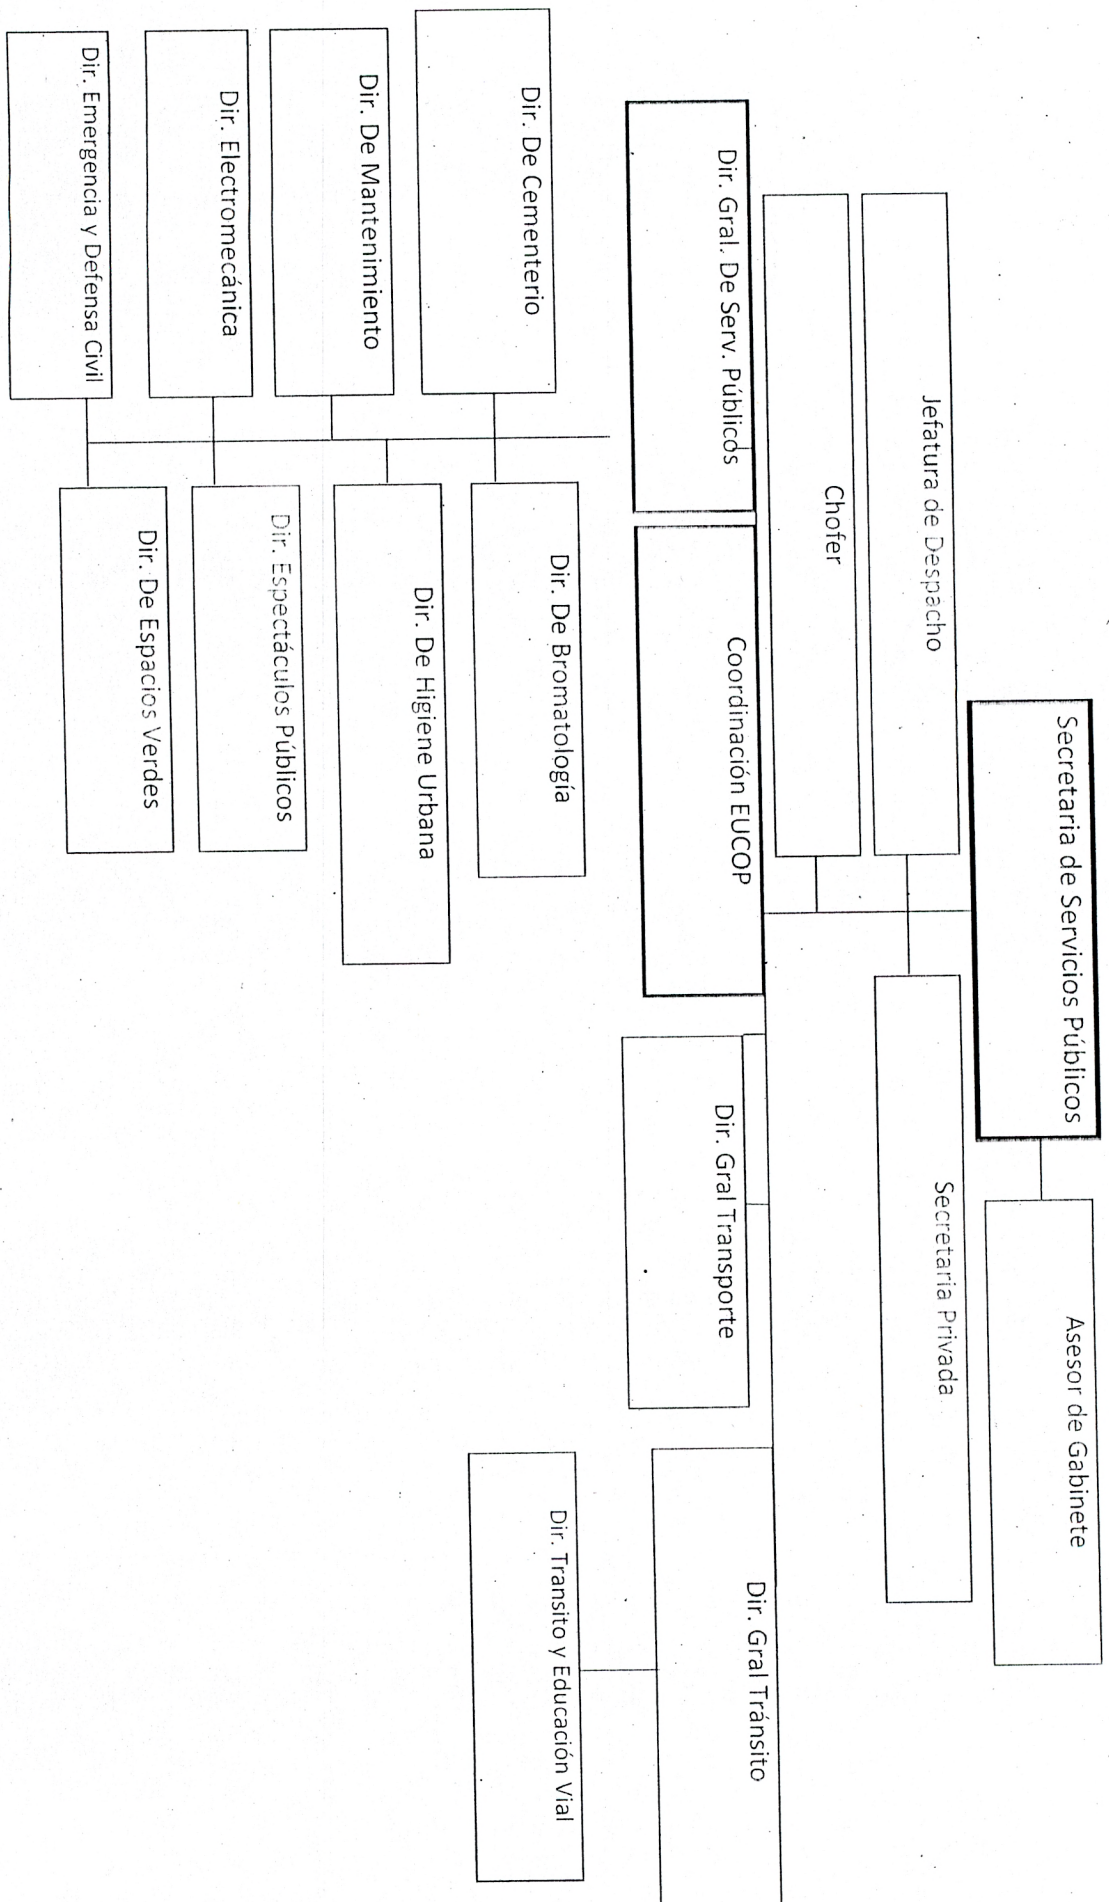 Secretaria de Servicios Públicos
Asesor de Gabinete
Jefatura de Despacho
Secretaria Privada
Chofer
Dir. Gral. De Serv. Públicos
Coordinación EUCOP
Dir. Gral Transporte
Dir. Gral Tránsito
Dir. De Cementerio
Dir. De Bromatología
Dir. Transito y Educación Vial
Dir. De Mantenimiento
Dir. De Higiene Urbana
Dir. Electromecánica
Dir. Espectáculos Públicos
Dir. Emergencia y Defensa Civil
Dir. De Espacios Verdes